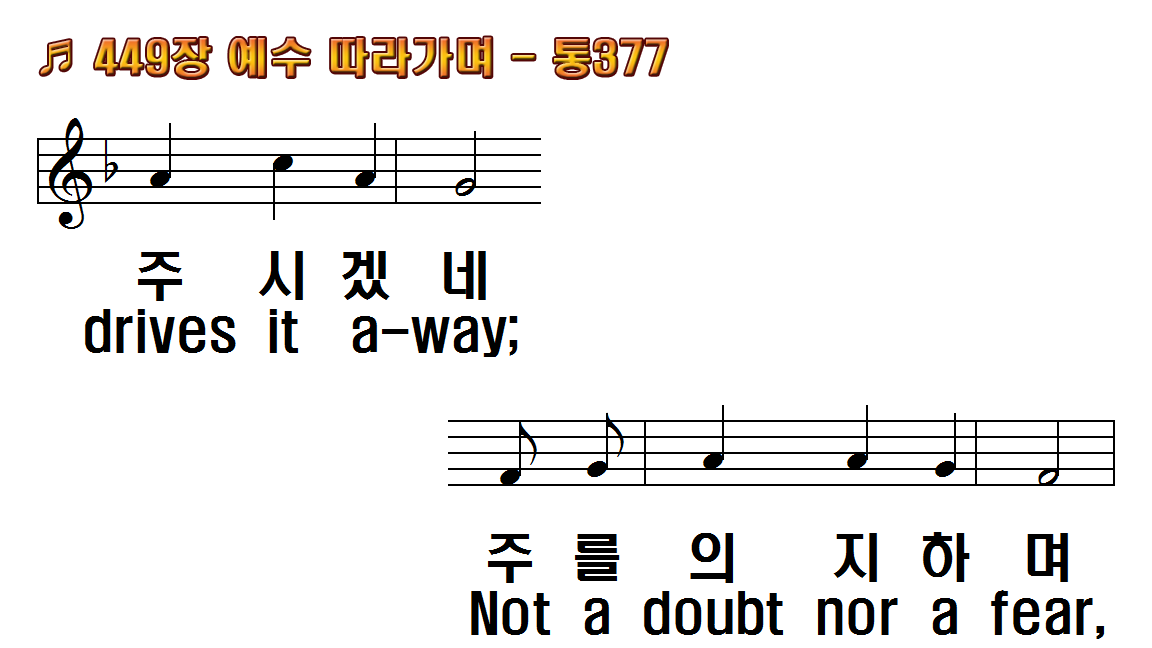 ♬ 449장 예수 따라가며 - 통377
주 시 겠 네
drives it a-way;
주 를 의 지 하 며
Not a doubt nor a fear,